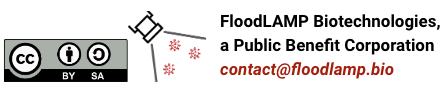 FloodLAMP Biotechnologies,
a Public Benefit Corporation
contact@floodlamp.bio
cc
BY SA